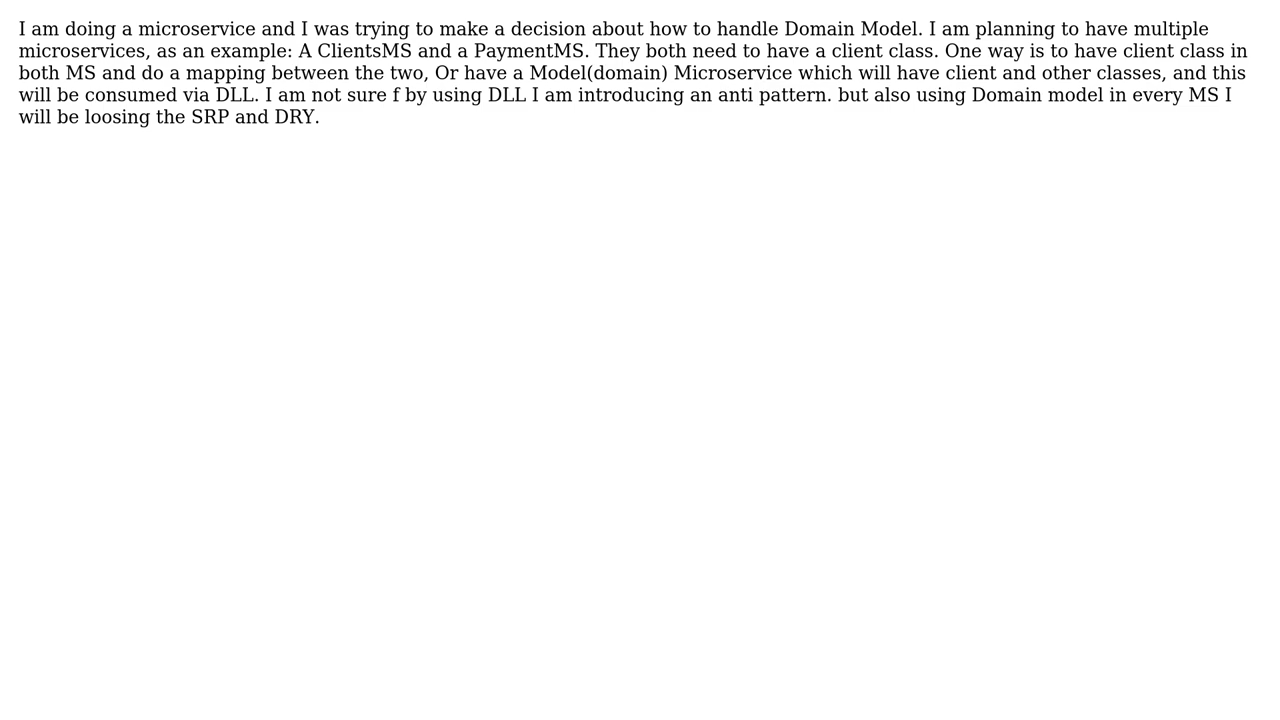 I am doing a microservice and I was trying to make a decision about how to handle Domain Model. I am planning to have multiple
microservices, as an example: A ClientsMS and a PaymentMS. They both need to have a client class. One way is to have client class in
both MS and do a mapping between the two, Or have a Model(domain) Microservice which will have client and other classes, and this
will be consumed via DLL. I am not sure f by using DLL I am introducing an anti pattern. but also using Domain model in every MS I
will be loosing the SRP and DRY.